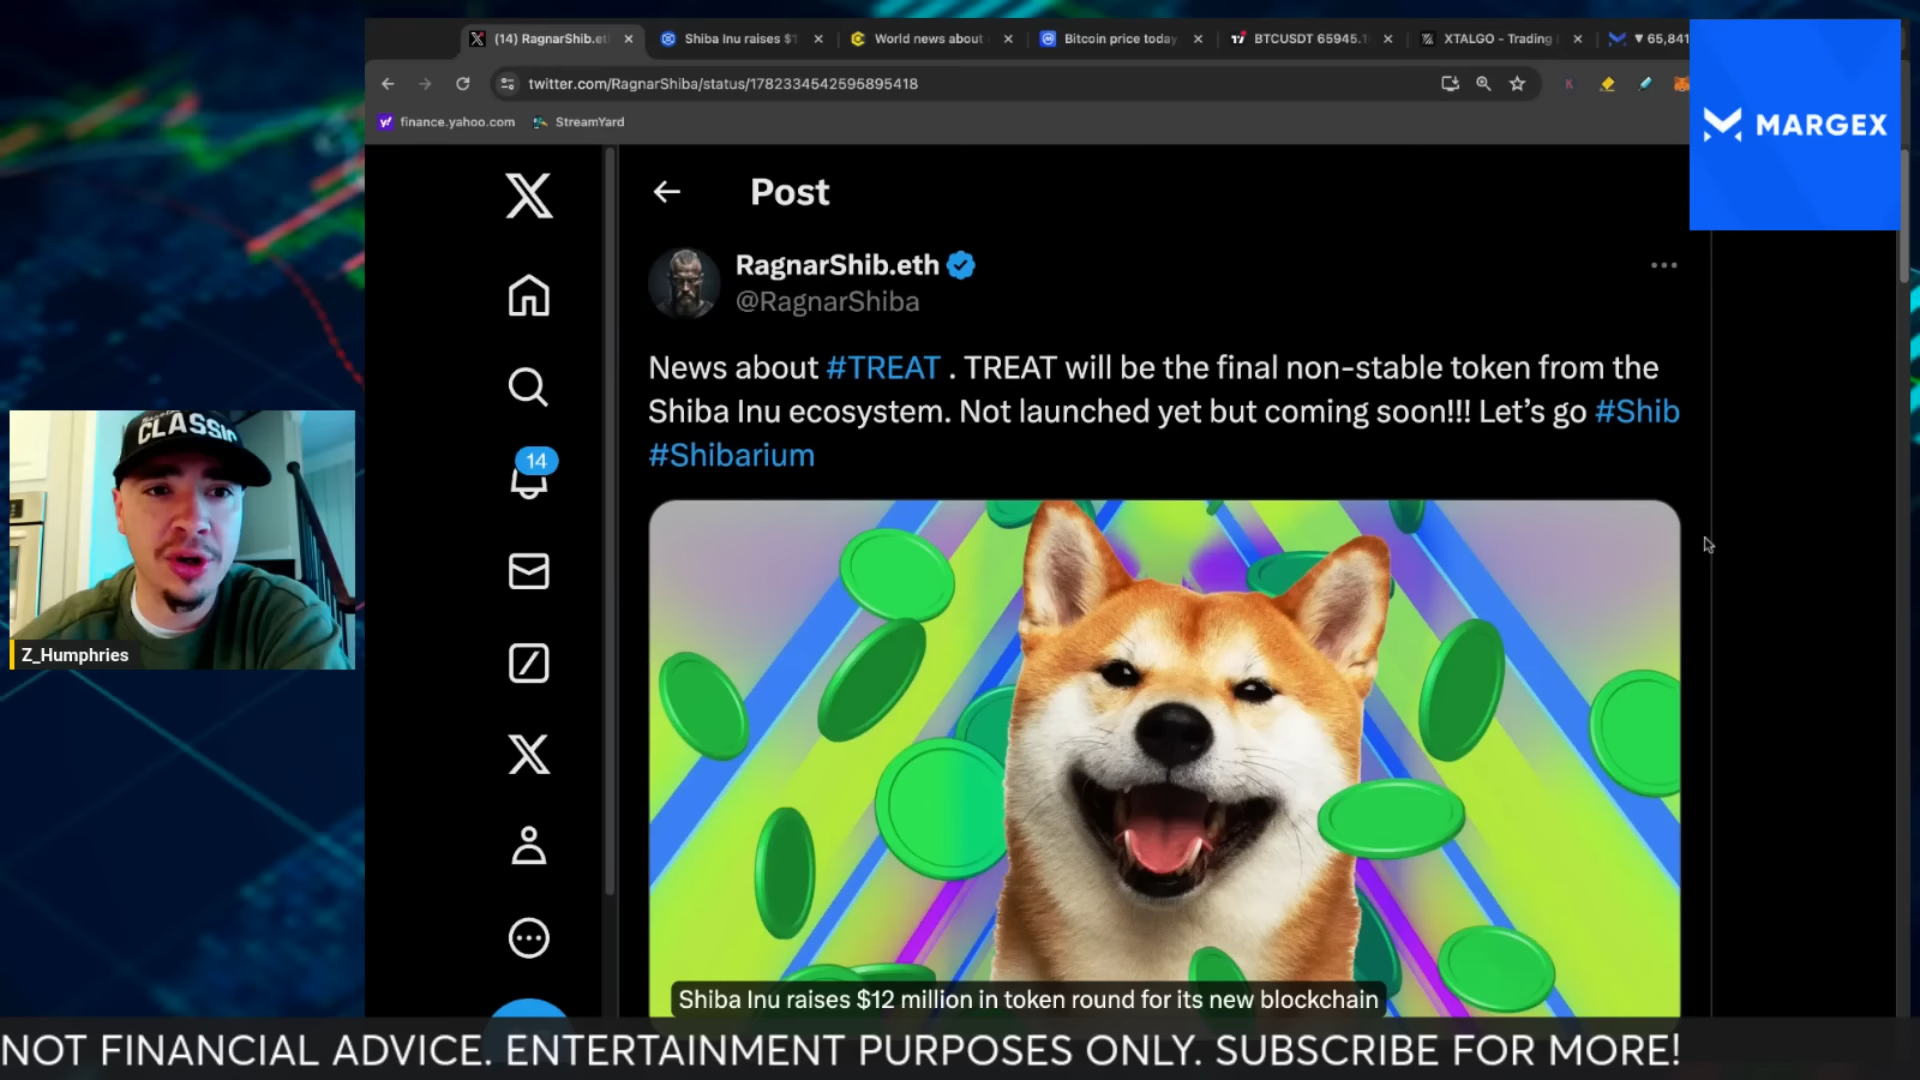 (14) RagnarShib.et
Shiba Inu raises $1
World news about
Bitcoin price today
BTCUSDT 65945.1
XTALGO - Trading
▼ 65,841
twitter.com/RagnarShiba/status/1782334542595895418
K
finance.yahoo.com
StreamYard
MARGEX
Post
RagnarShib.eth
@RagnarShiba
News about #TREAT . TREAT will be the final non-stable token from the
Shiba Inu ecosystem. Not launched yet but coming soon!!! Let's go #Shib
#Shibarium
14
CLASSIC
Z_Humphries
Shiba Inu raises $12 million in token round for its new blockchain
NOT FINANCIAL ADVICE. ENTERTAINMENT PURPOSES ONLY. SUBSCRIBE FOR MORE!